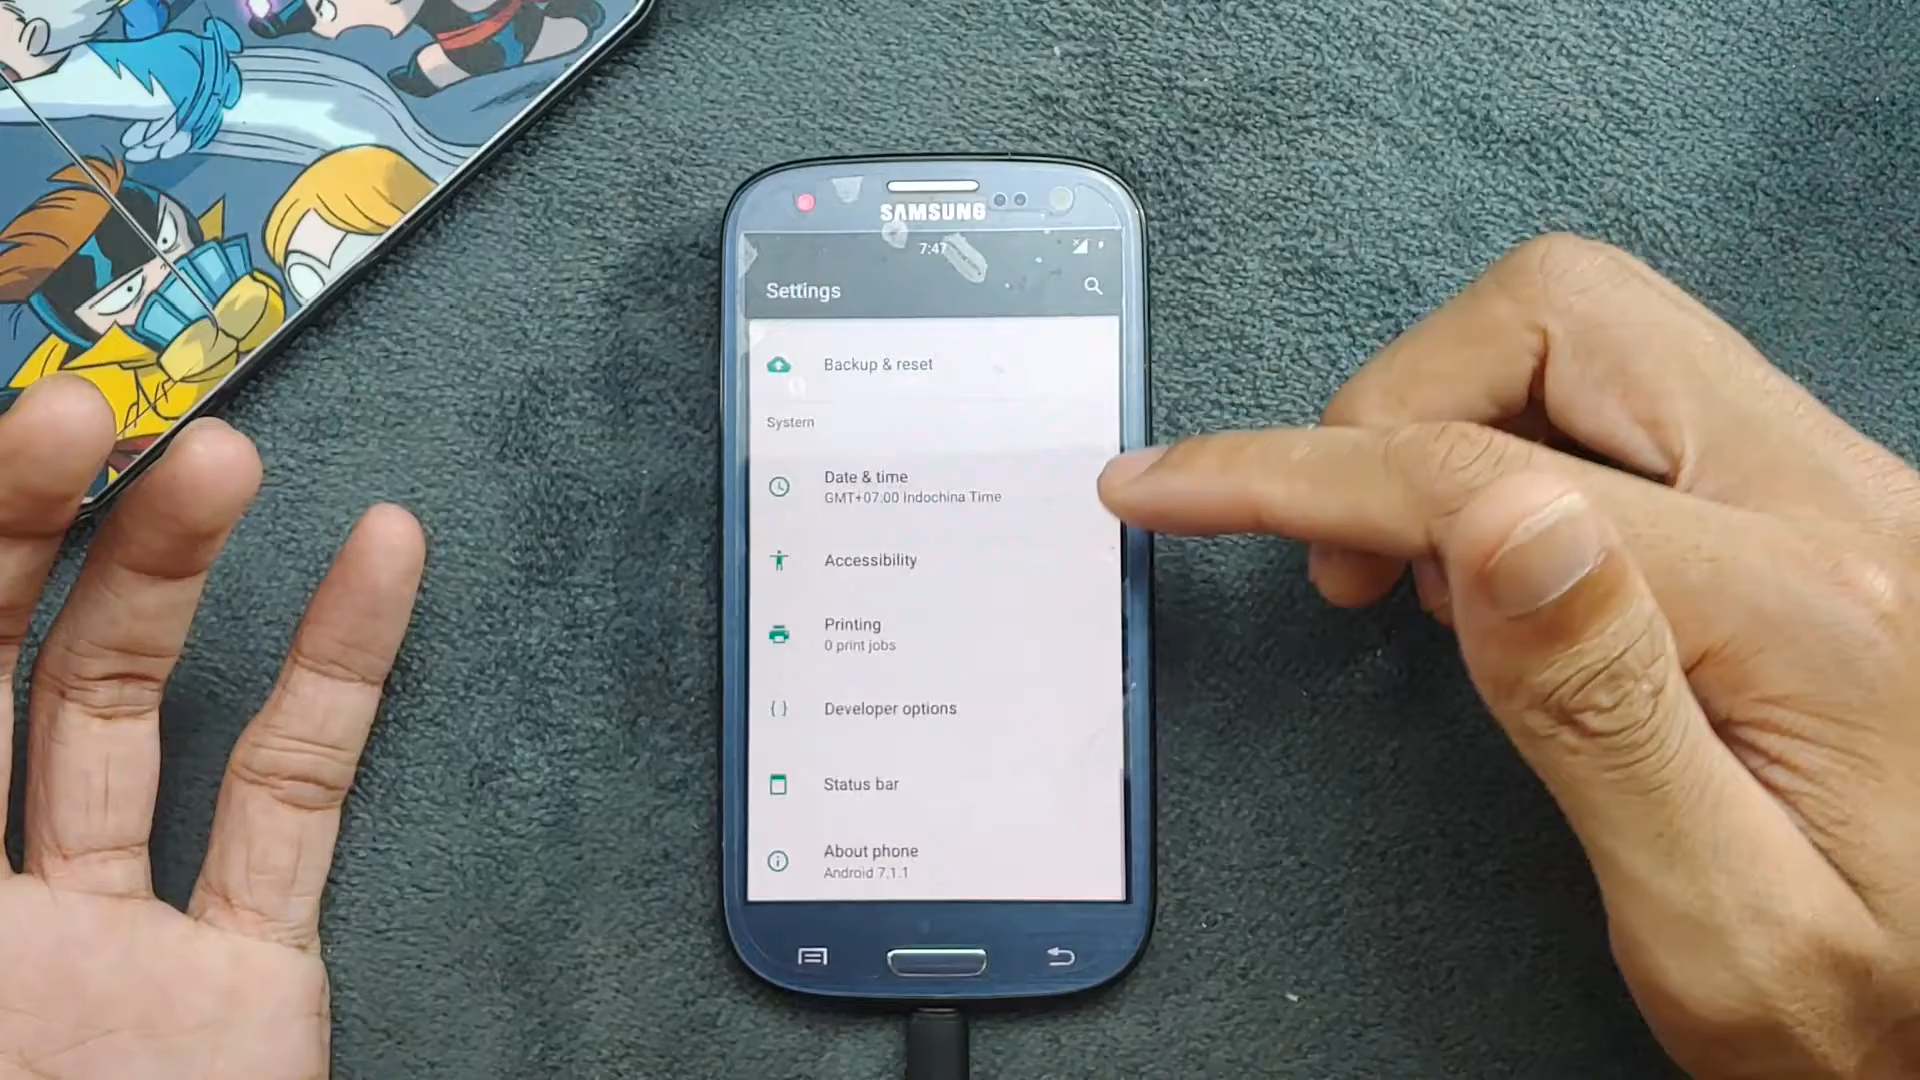 SAMSUNG
7:47
Settings
Backup & reset
System
Date & time
GMT+07:00 Indochina Time
Accessibility
Printing
0 print jobs
{ } Developer options
Status bar
About phone
Android 7.1.1